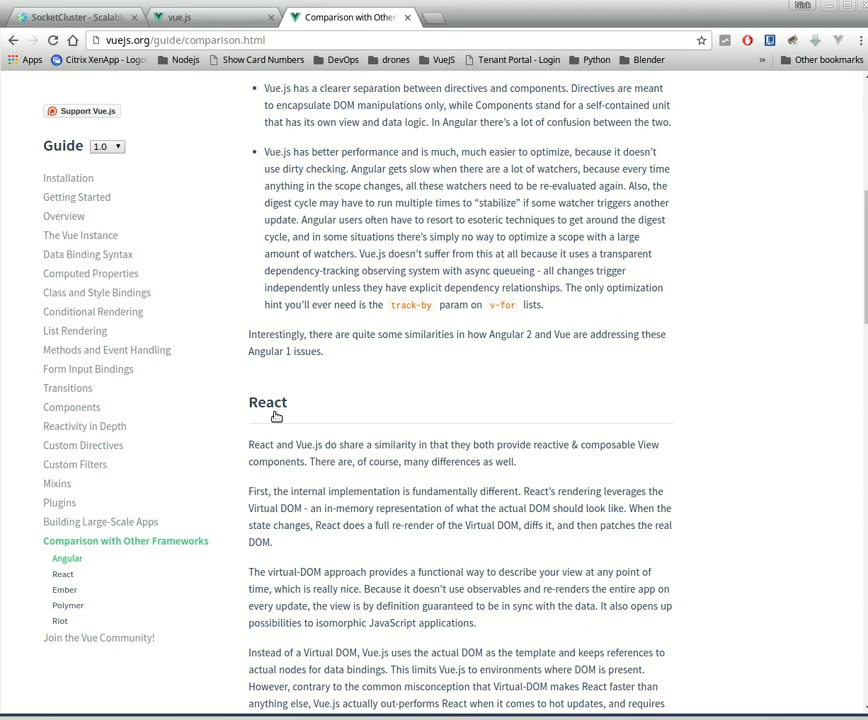 Nick
SocketCluster - Scalabl
vue.js
Comparison with Other
vuejs.org/guide/comparison.html
Apps
Citrix XenApp - Logo
Nodejs
Show Card Numbers
DevOps
drones
VueJS
Tenant Portal - Login
Python
Blender
»
Other bookmarks
Support Vue.js
Guide 1.0
Installation
Getting Started
Overview
The Vue Instance
Data Binding Syntax
Computed Properties
Class and Style Bindings
Conditional Rendering
List Rendering
Methods and Event Handling
Form Input Bindings
Transitions
Components
Reactivity in Depth
Custom Directives
Custom Filters
Mixins
Plugins
Building Large-Scale Apps
Comparison with Other Frameworks
Angular
React
Ember
Polymer
Riot
Join the Vue Community!
• Vue.js has a clearer separation between directives and components. Directives are meant
to encapsulate DOM manipulations only, while Components stand for a self-contained unit
that has its own view and data logic. In Angular there's a lot of confusion between the two.
• Vue.js has better performance and is much, much easier to optimize, because it doesn't
use dirty checking. Angular gets slow when there are a lot of watchers, because every time
anything in the scope changes, all these watchers need to be re-evaluated again. Also, the
digest cycle may have to run multiple times to “stabilize” if some watcher triggers another
update. Angular users often have to resort to esoteric techniques to get around the digest
cycle, and in some situations there's simply no way to optimize a scope with a large
amount of watchers. Vue.js doesn't suffer from this at all because it uses a transparent
dependency-tracking observing system with async queueing - all changes trigger
independently unless they have explicit dependency relationships. The only optimization
hint you'll ever need is the track-by param on v-for lists.
Interestingly, there are quite some similarities in how Angular 2 and Vue are addressing these
Angular 1 issues.
React
React and Vue.js do share a similarity in that they both provide reactive & composable View
components. There are, of course, many differences as well.
First, the internal implementation is fundamentally different. React's rendering leverages the
Virtual DOM - an in-memory representation of what the actual DOM should look like. When the
state changes, React does a full re-render of the Virtual DOM, diffs it, and then patches the real
DOM.
The virtual-DOM approach provides a functional way to describe your view at any point of
time, which is really nice. Because it doesn't use observables and re-renders the entire app on
every update, the view is by definition guaranteed to be in sync with the data. It also opens up
possibilities to isomorphic JavaScript applications.
Instead of a Virtual DOM, Vue.js uses the actual DOM as the template and keeps references to
actual nodes for data bindings. This limits Vue.js to environments where DOM is present.
However, contrary to the common misconception that Virtual-DOM makes React faster than
anything else, Vue.js actually out-performs React when it comes to hot updates, and requires